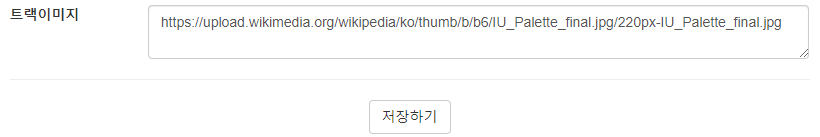 트랙이미지
https://upload.wikimedia.org/wikipedia/ko/thumb/b/b6/IU_Palette_final.jpg/220px-IU_Palette_final.jpg
저장하기